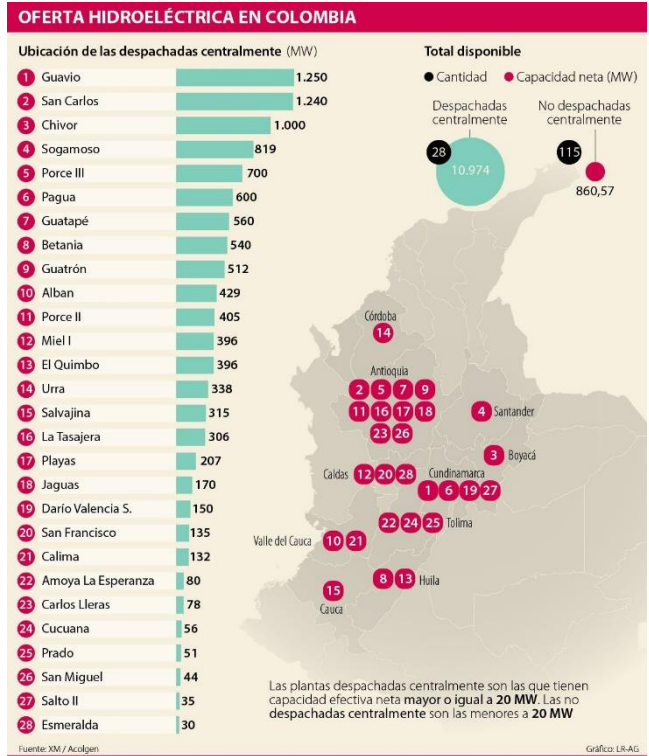 OFERTA HIDROELÉCTRICA EN COLOMBIA
Ubicación de las despachadas centralmente (MW)
1 Guavio 1.250
2 San Carlos 1.240
3 Chivor 1.000
4 Sogamoso 819
5 Porce III 700
6 Pagua 600
7 Guatapé 560
8 Betania 540
9 Guatrón 512
10 Alban 429
11 Porce II 405
12 Miel I 396
13 El Quimbo 396
14 Urra 338
15 Salvajina 315
16 La Tasajera 306
17 Playas 207
18 Jaguas 170
19 Darío Valencia S. 150
20 San Francisco 135
21 Calima 132
22 Amoya La Esperanza 80
23 Carlos Lleras 78
24 Cucuana 56
25 Prado 51
26 San Miguel 44
27 Salto II 35
28 Esmeralda 30
Total disponible
Cantidad Capacidad neta (MW)
Despachadas
centralmente
28
10.974
No despachadas
centralmente
115
860,57
Córdoba
14
Antioquia
2 5 7 9
11 16 17 18
23 26
4 Santander
3 Boyacá
Caldas 12 20 28
Cundinamarca
1 6 19 27
22 24 25 Tolima
Valle del Cauca 10 21
8 13 Huila
15
Cauca
Las plantas despachadas centralmente son las que tienen
capacidad efectiva neta mayor o igual a 20 MW. Las no
despachadas centralmente son las menores a 20 MW
Fuente: XM / Acolgen
Gráfico: LR-AG